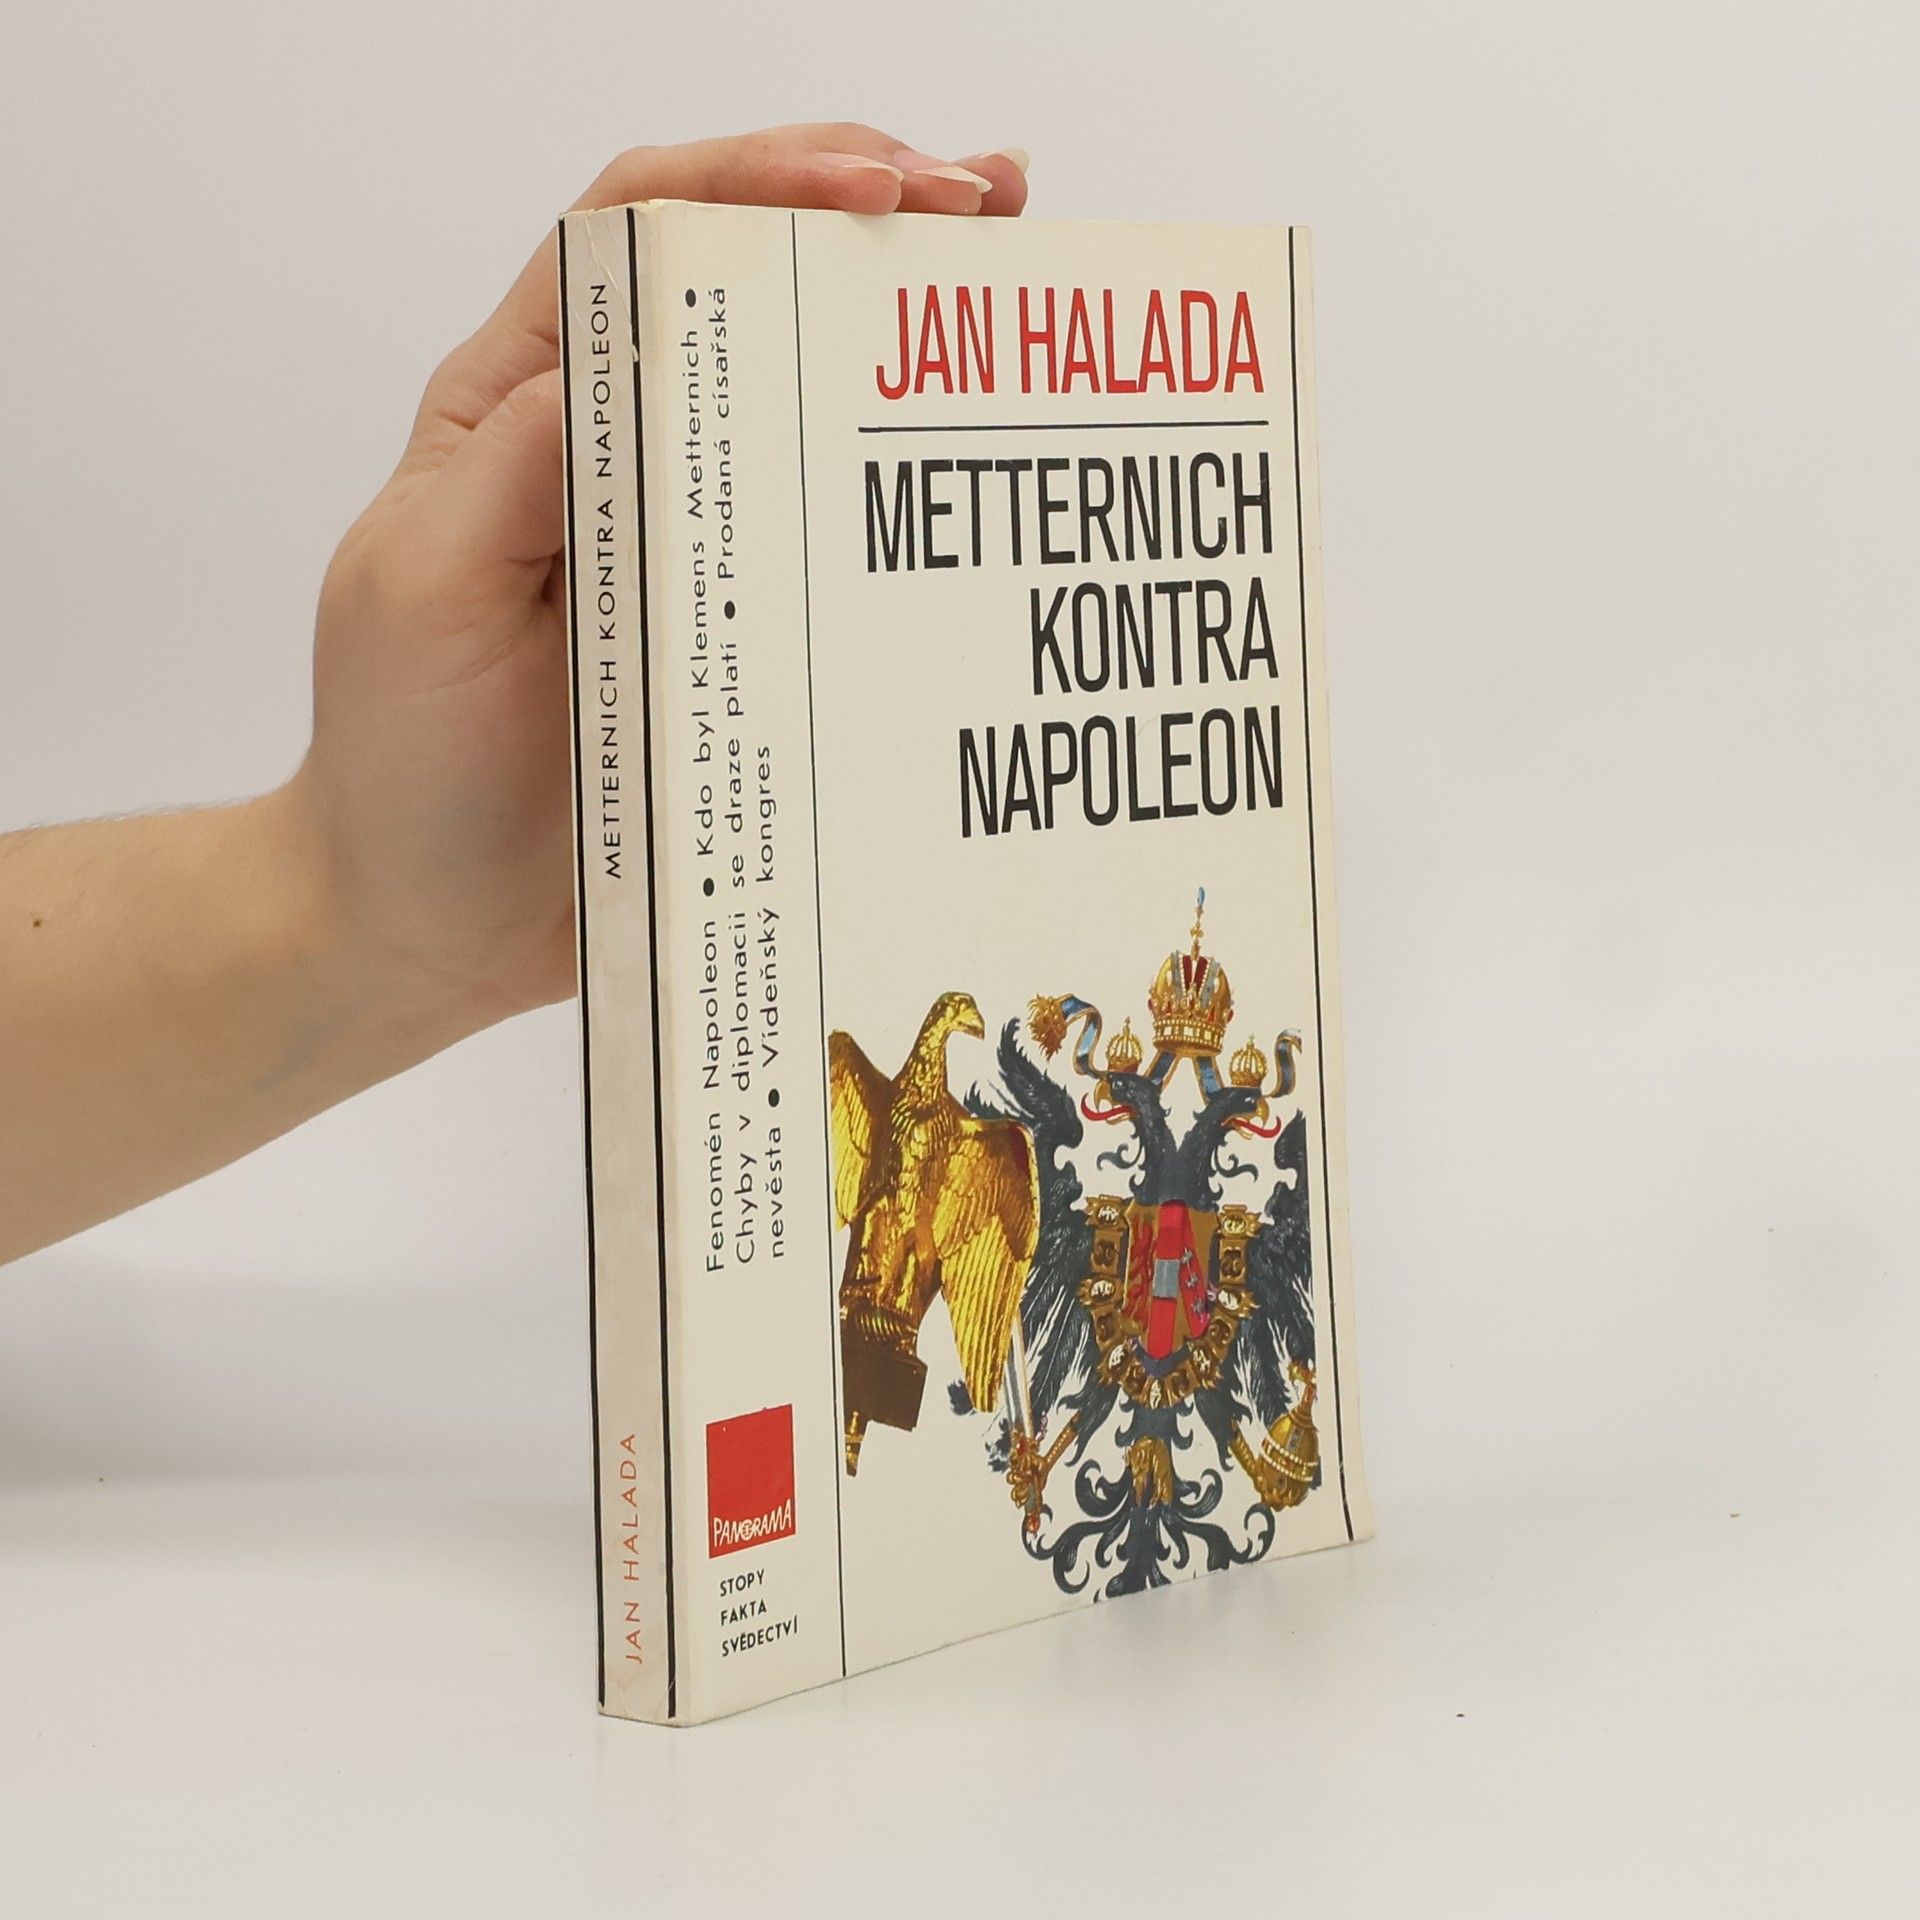 METTERNICH KONTRA NAPOLEON
JAN HALADA
Fenomén Napoleon ● Kdo byl Klemens Metternich ●
Chyby v diplomacii se draze platí ● Prodaná císařská
nevěsta ● Vídeňský kongres
PANORAMA
STOPY
FAKTA
SVĚDECTVÍ
JAN HALADA
METTERNICH
KONTRA
NAPOLEON